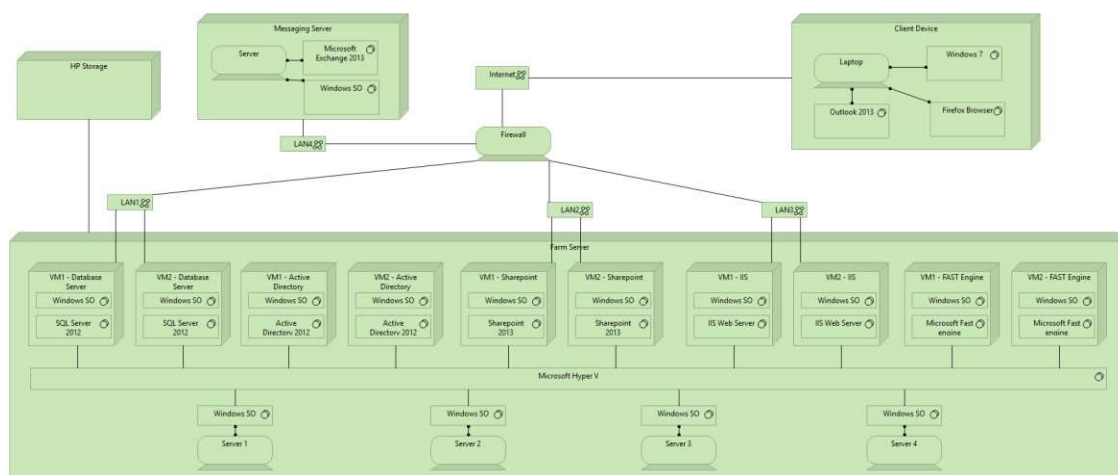 Messaging Server
Client Device
HP Storage
Server
Microsoft
Exchange 2013
Windows SO
Internet
Laptop
Windows 7
Outlook 2013
Firefox Browser
LAN4
Firewall
LAN1
LAN2
LAN3
Farm Server
VM1 - Database
Server
Windows SO
SQL Server
2012
VM2 - Database
Server
Windows SO
SQL Server
2012
VM1 - Active
Directory
Windows SO
Active
Directory 2012
VM2 - Active
Directory
Windows SO
Active
Directory 2012
VM1 - Sharepoint
Windows SO
Sharepoint
2013
VM2 - Sharepoint
Windows SO
Sharepoint
2013
VM1 - IIS
Windows SO
IIS Web Server
VM2 - IIS
Windows SO
IIS Web Server
VM1 - FAST Engine
Windows SO
Microsoft Fast
engine
VM2 - FAST Engine
Windows SO
Microsoft Fast
engine
Microsoft Hyper V
Windows SO
Windows SO
Windows SO
Windows SO
Server 1
Server 2
Server 3
Server 4